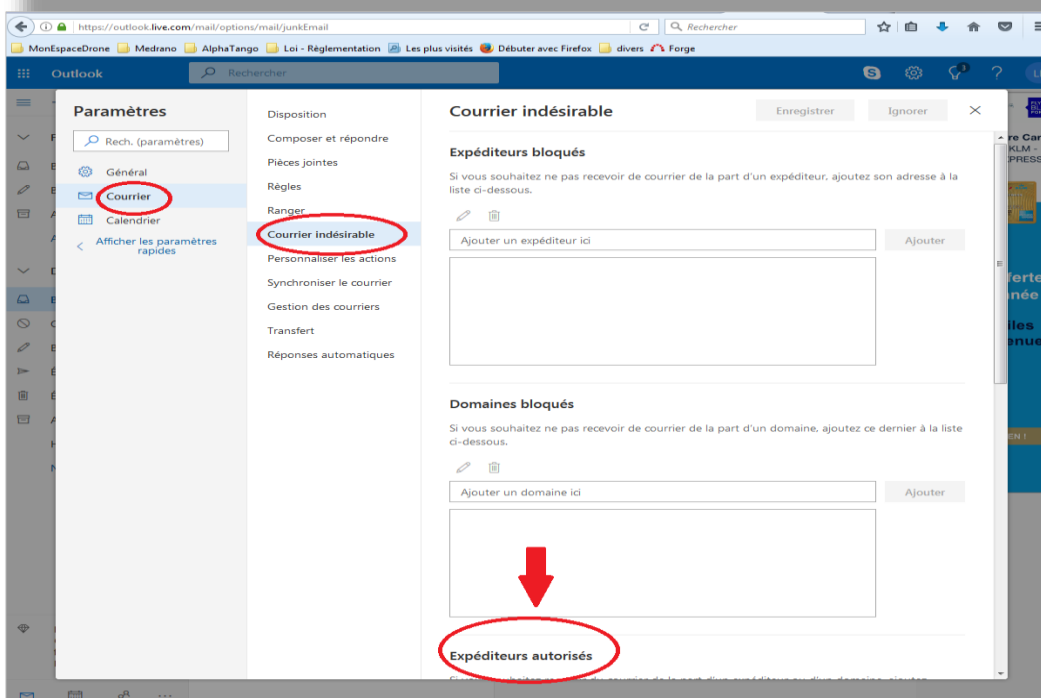 https://outlook.live.com/mail/options/mail/junkEmail
Rechercher
MonEspaceDrone
Medrano
AlphaTango
Loi - Règlementation
Les plus visités
Débuter avec Firefox
divers
Forge
Outlook
Rechercher
Paramètres
Rech. (paramètres)
Général
Courrier
Calendrier
Afficher les paramètres
rapides
Disposition
Composer et répondre
Pièces jointes
Règles
Ranger
Courrier indésirable
Personnaliser les actions
Synchroniser le courrier
Gestion des courriers
Transfert
Réponses automatiques
Courrier indésirable
Enregistrer
Ignorer
Expéditeurs bloqués
Si vous souhaitez ne pas recevoir de courrier de la part d'un expéditeur, ajoutez son adresse à la
liste ci-dessous.
Ajouter un expéditeur ici
Ajouter
Domaines bloqués
Si vous souhaitez ne pas recevoir de courrier de la part d'un domaine, ajoutez ce dernier à la liste
ci-dessous.
Ajouter un domaine ici
Ajouter
Expéditeurs autorisés